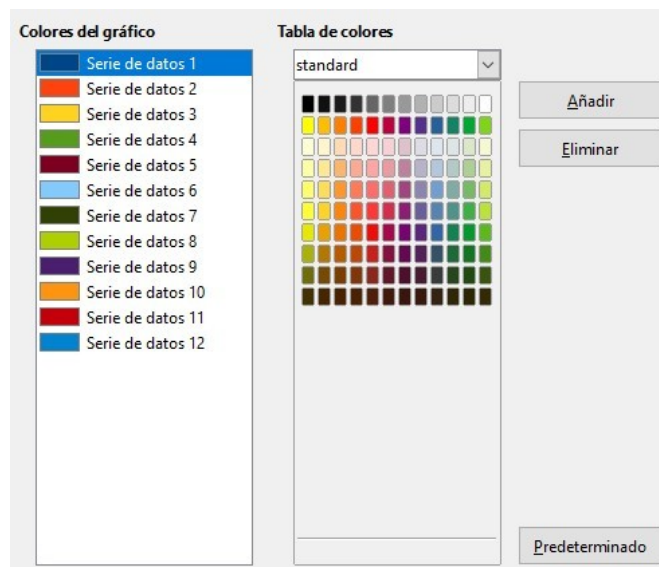 Colores del gráfico
Serie de datos 1
Serie de datos 2
Serie de datos 3
Serie de datos 4
Serie de datos 5
Serie de datos 6
Serie de datos 7
Serie de datos 8
Serie de datos 9
Serie de datos 10
Serie de datos 11
Serie de datos 12
Tabla de colores
standard
Añadir
Eliminar
Predeterminado